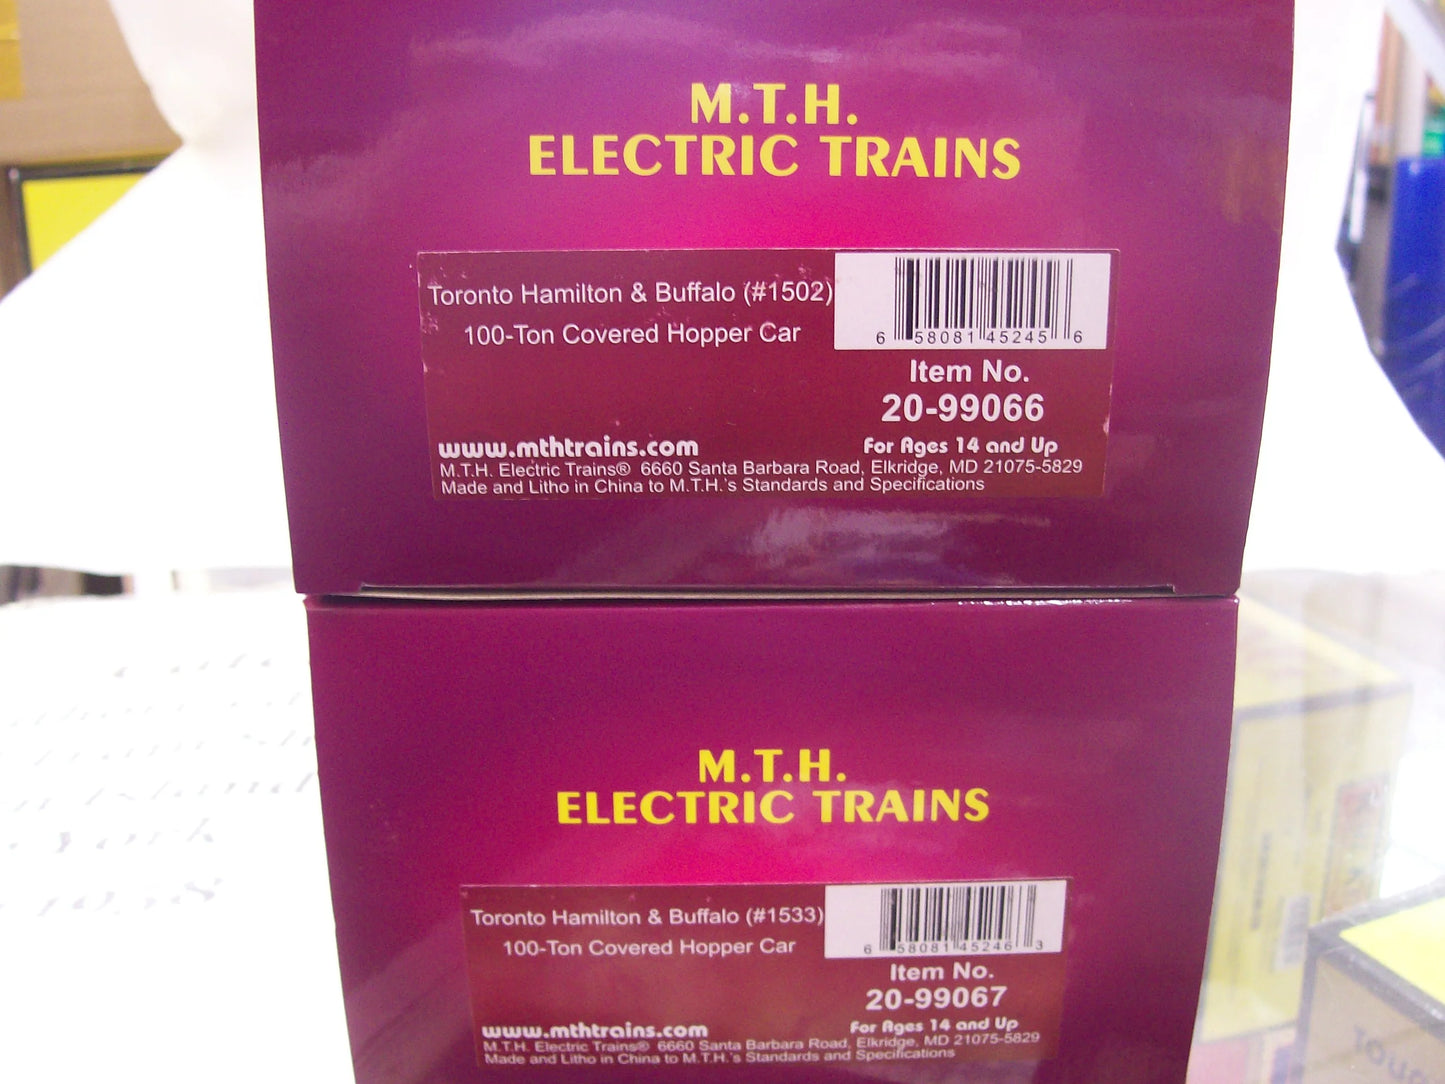 M.T.H.
ELECTRIC TRAINS
Toronto Hamilton & Buffalo (#1502)
100-Ton Covered Hopper Car
6 58081 45245 6
Item No.
20-99066
www.mthtrains.com
For Ages 14 and Up
M.T.H. Electric Trains® 6660 Santa Barbara Road, Elkridge, MD 21075-5829
Made and Litho in China to M.T.H.'s Standards and Specifications
M.T.H.
ELECTRIC TRAINS
Toronto Hamilton & Buffalo (#1533)
100-Ton Covered Hopper Car
6 58081 45246 3
Item No.
20-99067
www.mthtrains.com
For Ages 14 and Up
M.T.H. Electric Trains® 6660 Santa Barbara Road, Elkridge, MD 21075-5829
Made and Litho in China to M.T.H.'s Standards and Specifications